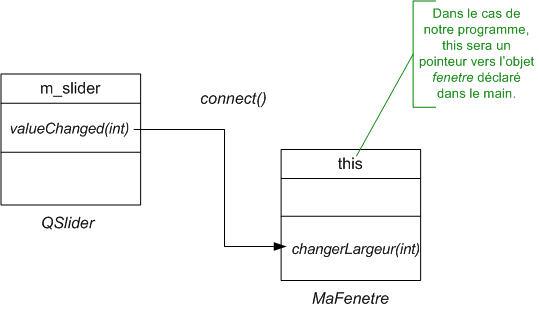 Dans le cas de
notre programme,
this sera un
pointeur vers l'objet
fenetre déclaré
dans le main.
m_slider
connect()
valueChanged(int)
this
QSlider
changerLargeur(int)
MaFenetre